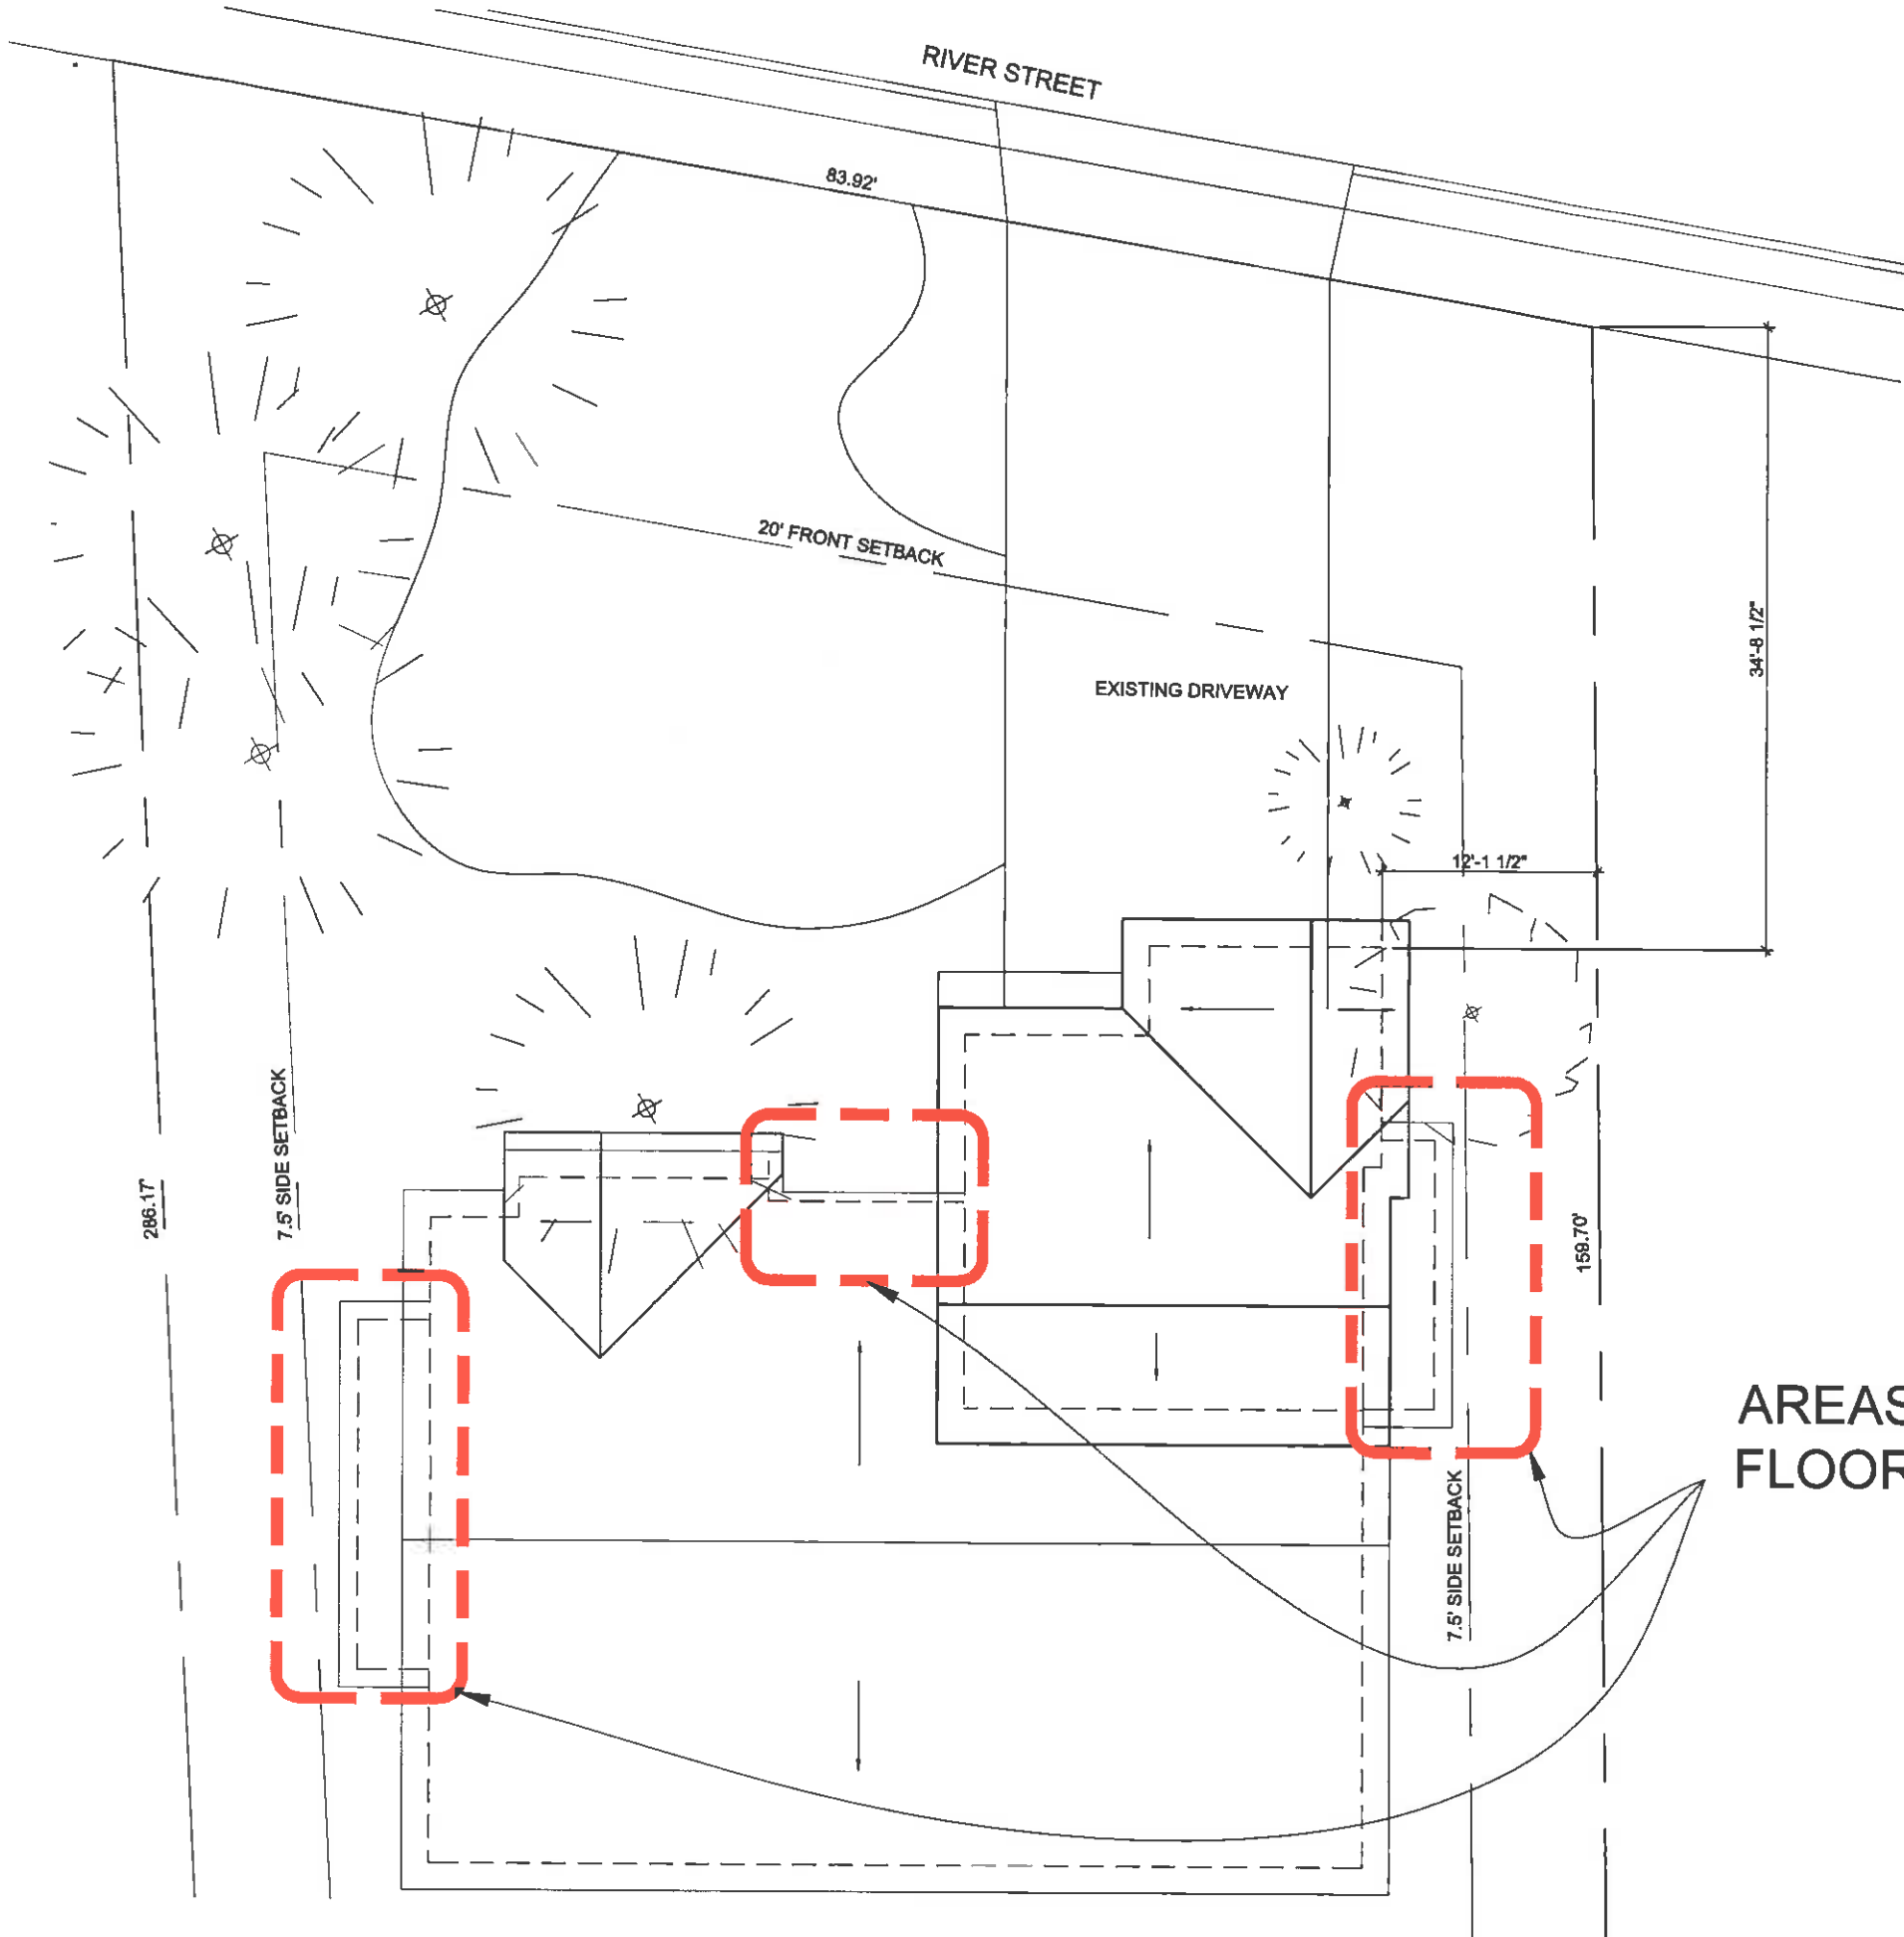 RIVER STREET
83.92'
20' FRONT SETBACK
34'-8 1/2"
EXISTING DRIVEWAY
12'-1 1/2"
7.5' SIDE SETBACK
286.17'
159.70'
AREAS
FLOOR
7.5' SIDE SETBACK